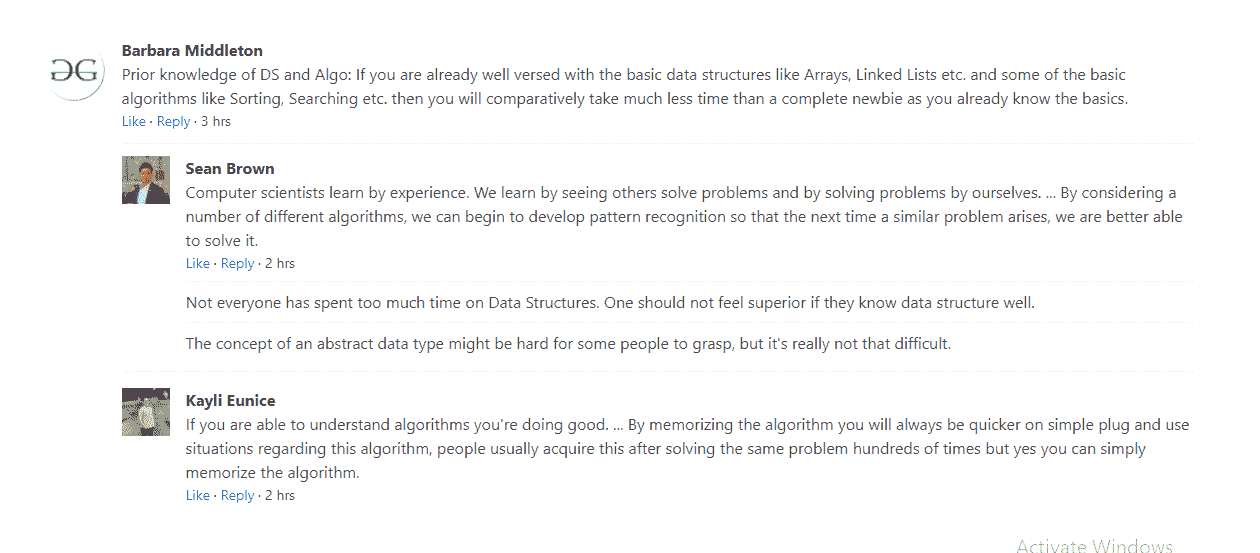 Barbara Middleton
Prior knowledge of DS and Algo: If you are already well versed with the basic data structures like Arrays, Linked Lists etc. and some of the basic
algorithms like Sorting, Searching etc. then you will comparatively take much less time than a complete newbie as you already know the basics.
Like · Reply · 3 hrs
Sean Brown
Computer scientists learn by experience. We learn by seeing others solve problems and by solving problems by ourselves. ... By considering a
number of different algorithms, we can begin to develop pattern recognition so that the next time a similar problem arises, we are better able
to solve it.
Like · Reply · 2 hrs
Not everyone has spent too much time on Data Structures. One should not feel superior if they know data structure well.
The concept of an abstract data type might be hard for some people to grasp, but it's really not that difficult.
Kayli Eunice
If you are able to understand algorithms you're doing good. ... By memorizing the algorithm you will always be quicker on simple plug and use
situations regarding this algorithm, people usually acquire this after solving the same problem hundreds of times but yes you can simply
memorize the algorithm.
Like · Reply · 2 hrs
Activate Windows